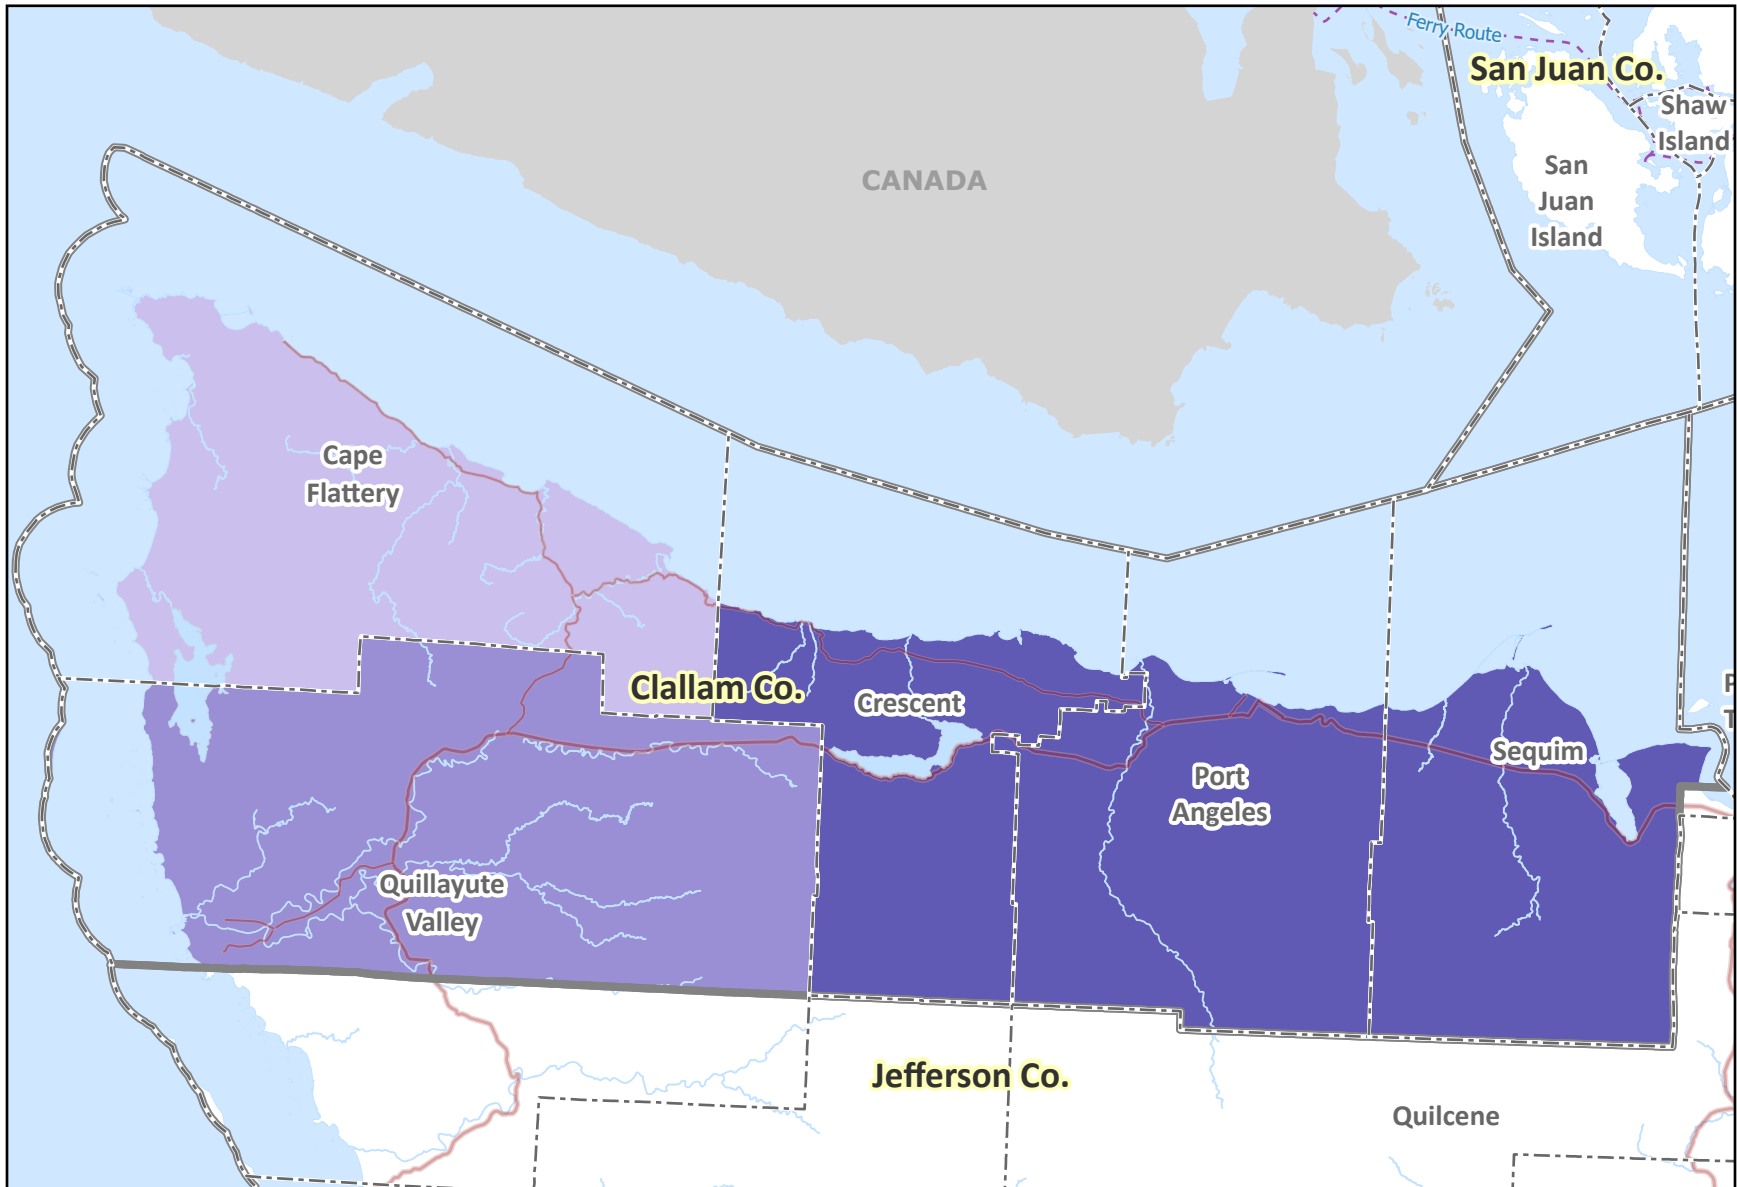 Ferry Route
San Juan Co.
Shaw
Island
San
Juan
Island
CANADA
Cape
Flattery
Clallam Co.
Crescent
Sequim
Port
Angeles
Quillayute
Valley
Jefferson Co.
Quilcene